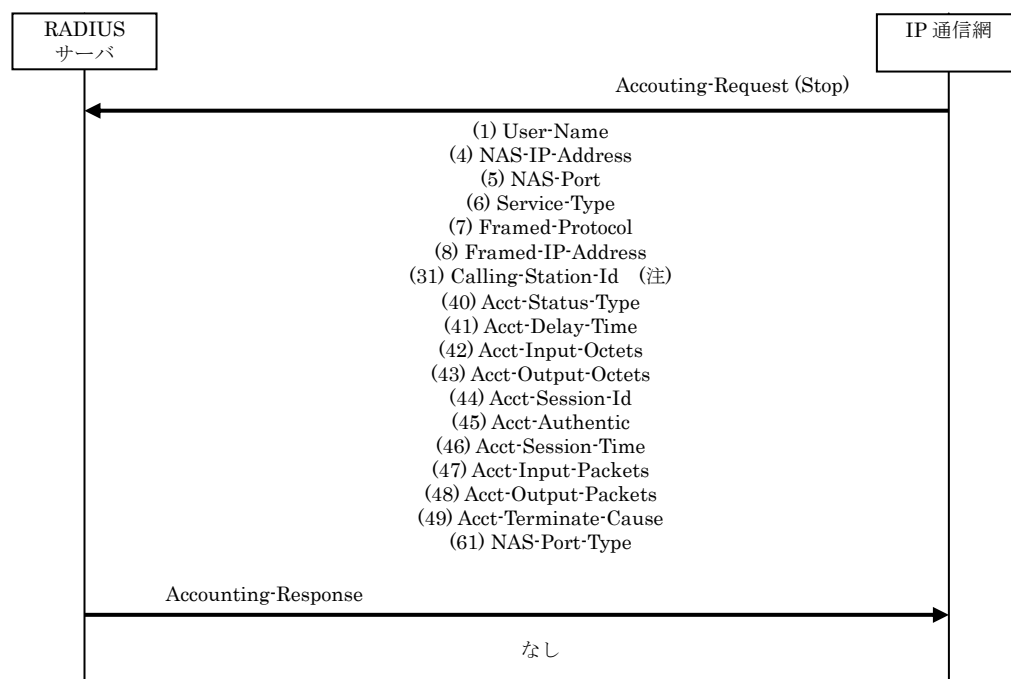 RADIUS
サーバ
IP 通信網
Accouting-Request (Stop)
(1) User-Name
(4) NAS-IP-Address
(5) NAS-Port
(6) Service-Type
(7) Framed-Protocol
(8) Framed-IP-Address
(31) Calling-Station-Id (注)
(40) Acct-Status-Type
(41) Acct-Delay-Time
(42) Acct-Input-Octets
(43) Acct-Output-Octets
(44) Acct-Session-Id
(45) Acct-Authentic
(46) Acct-Session-Time
(47) Acct-Input-Packets
(48) Acct-Output-Packets
(49) Acct-Terminate-Cause
(61) NAS-Port-Type
Accounting-Response
なし